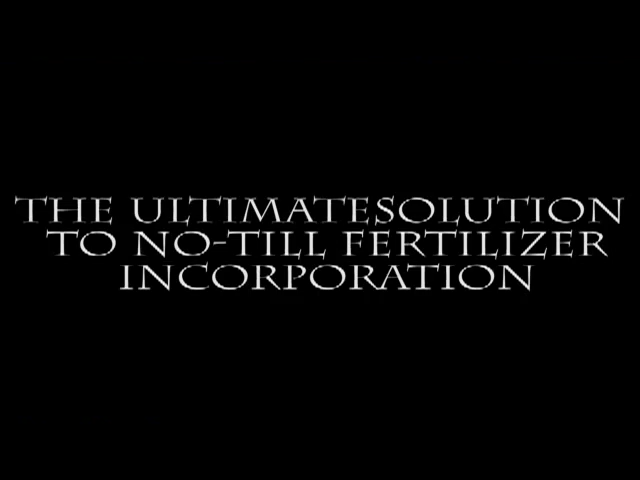 THE ULTIMATESOLUTION
TO NO-TILL FERTILIZER
INCORPORATION